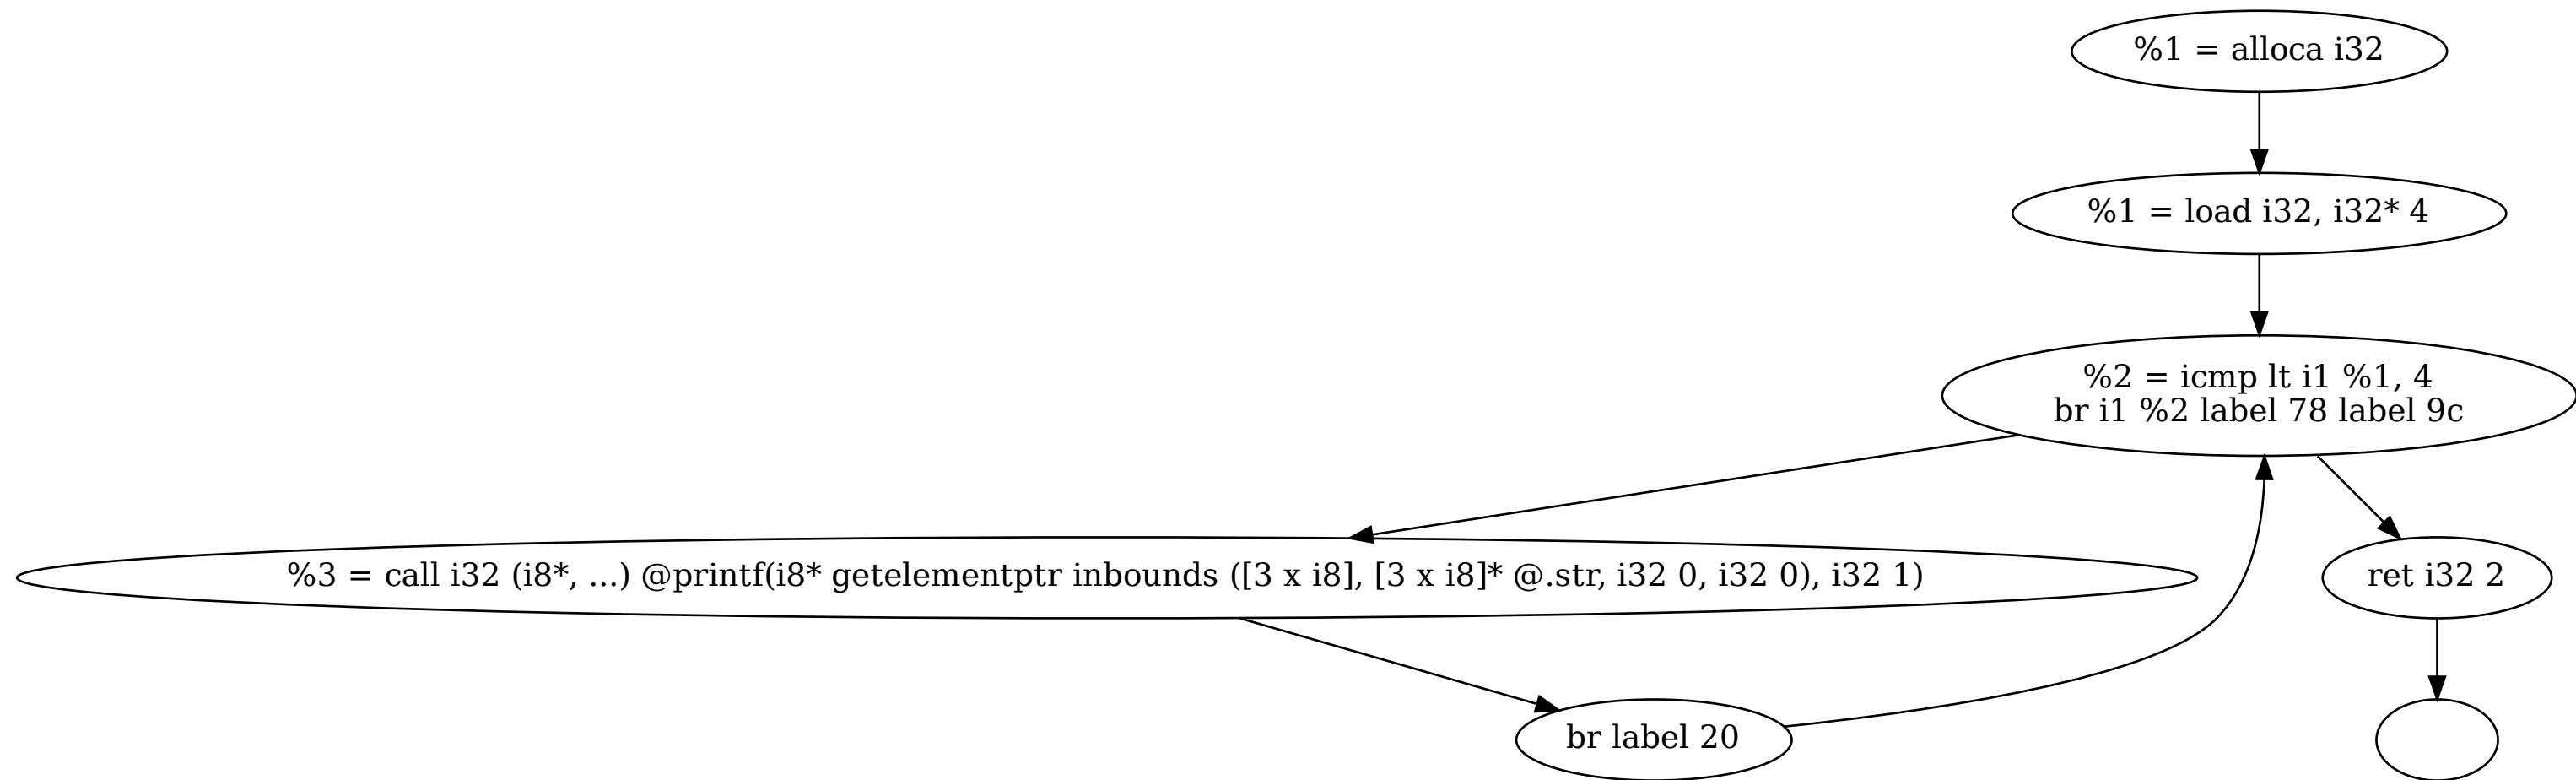 %1 = alloca i32
%1 = load i32, i32* 4
%2 = icmp lt i1 %1, 4
br i1 %2 label 78 label 9c
%3 = call i32 (i8*, ...) @printf(i8* getelementptr inbounds ([3 x i8], [3 x i8]* @.str, i32 0, i32 0), i32 1)
ret i32 2
br label 20